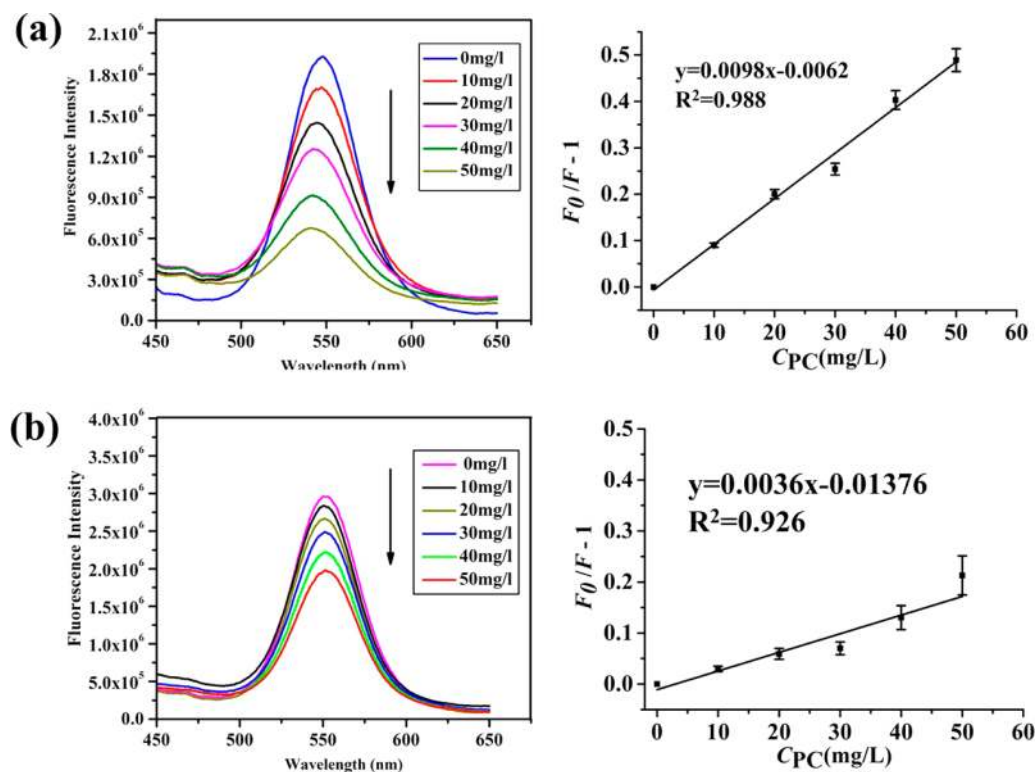 (a)
Fluorescence Intensity
2.1x10⁶
1.8x10⁶
1.5x10⁶
1.2x10⁶
9.0x10⁵
6.0x10⁵
3.0x10⁵
0.0
450 500 550 600 650
Wavelength (nm)
0mg/l
10mg/l
20mg/l
30mg/l
40mg/l
50mg/l
F0/F - 1
0.5
0.4
0.3
0.2
0.1
0.0
y=0.0098x-0.0062
R²=0.988
0 10 20 30 40 50 60
CPC(mg/L)
(b)
Fluorescence Intensity
4.0x10⁶
3.5x10⁶
3.0x10⁶
2.5x10⁶
2.0x10⁶
1.5x10⁶
1.0x10⁶
5.0x10⁵
0.0
450 500 550 600 650
Wavelength (nm)
0mg/l
10mg/l
20mg/l
30mg/l
40mg/l
50mg/l
F0/F - 1
0.5
0.4
0.3
0.2
0.1
0.0
y=0.0036x-0.01376
R²=0.926
0 10 20 30 40 50 60
CPC(mg/L)